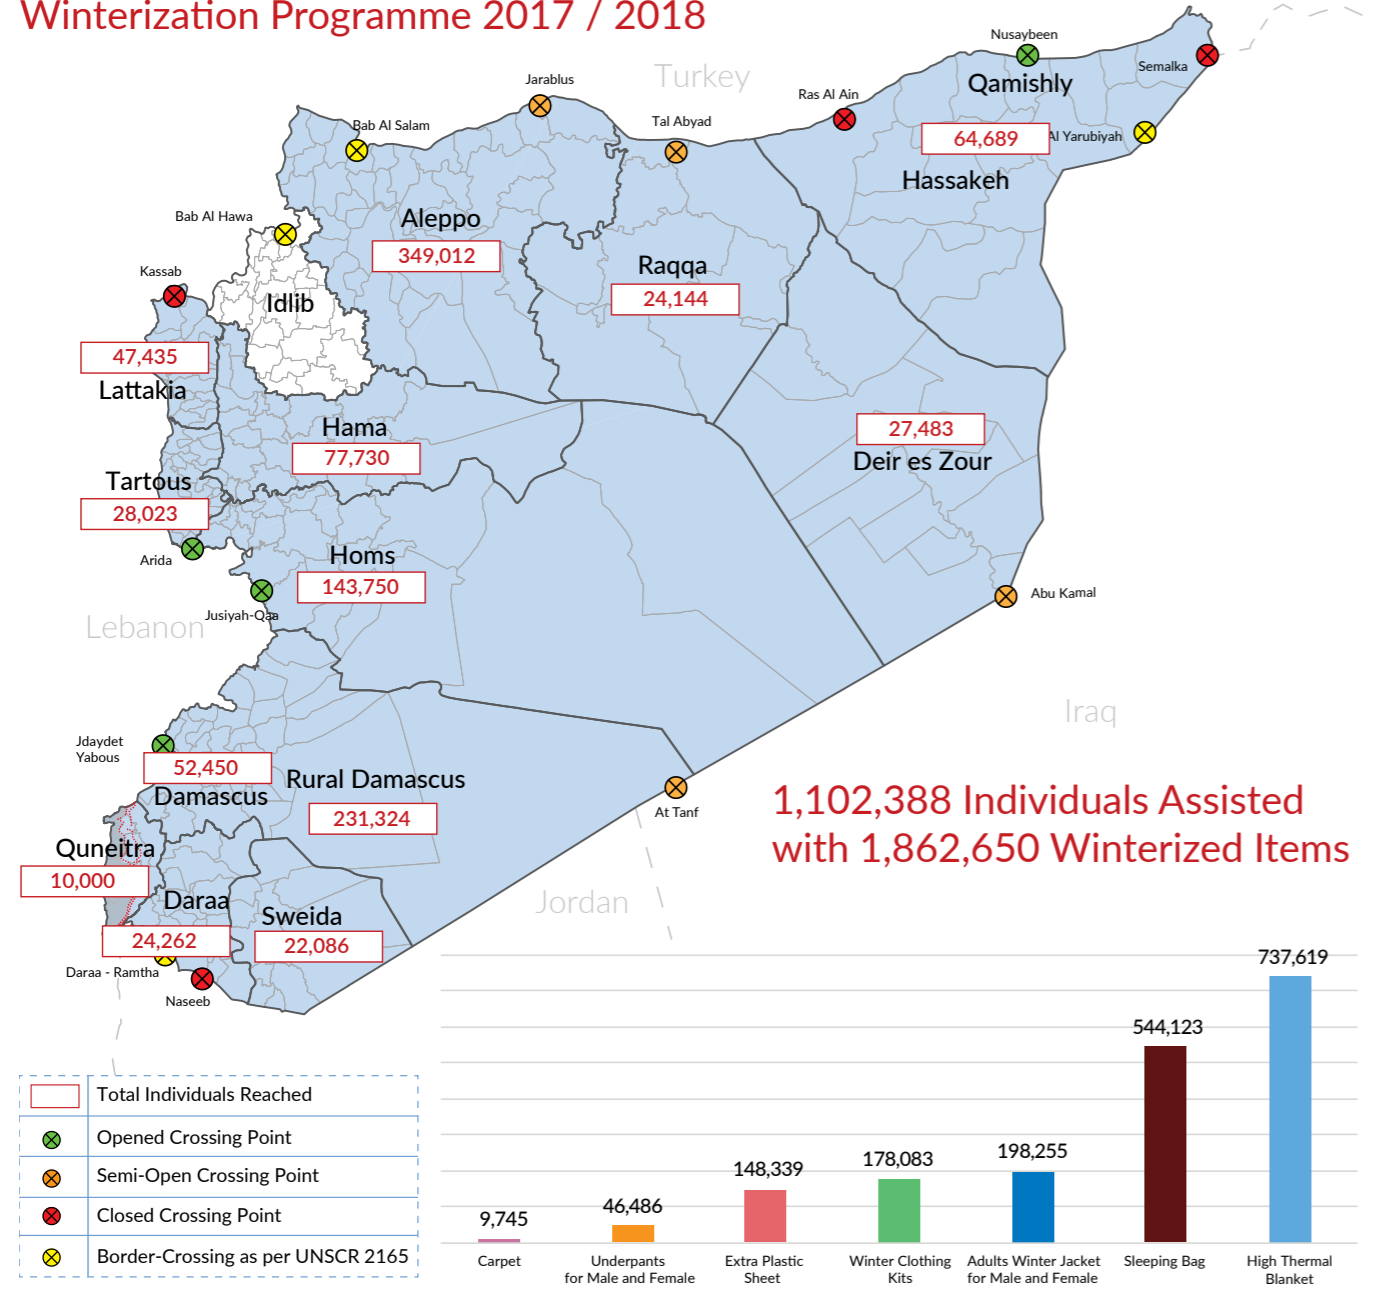 Winterization Programme 2017 / 2018
Nusaybeen
Semalka
Qamishly
Turkey
Jarablus
Ras Al Ain
Tal Abyad
Bab Al Salam
64,689
Al Yarubiyah
Hassakeh
Bab Al Hawa
Aleppo
349,012
Raqqa
24,144
Kassab
Idlib
47,435
Lattakia
Hama
77,730
27,483
Deir es Zour
Tartous
28,023
Arida
Homs
143,750
Jusiyah-Qaa
Lebanon
Abu Kamal
Iraq
Jdaydet
Yabous
52,450
Damascus
Rural Damascus
231,324
At Tanf
1,102,388 Individuals Assisted
with 1,862,650 Winterized Items
Quneitra
10,000
Daraa
24,262
Sweida
22,086
Jordan
Daraa - Ramtha
Naseeb
Total Individuals Reached
Opened Crossing Point
Semi-Open Crossing Point
Closed Crossing Point
Border-Crossing as per UNSCR 2165
9,745
46,486
148,339
178,083
198,255
544,123
737,619
Carpet
Underpants
for Male and Female
Extra Plastic
Sheet
Winter Clothing
Kits
Adults Winter Jacket
for Male and Female
Sleeping Bag
High Thermal
Blanket